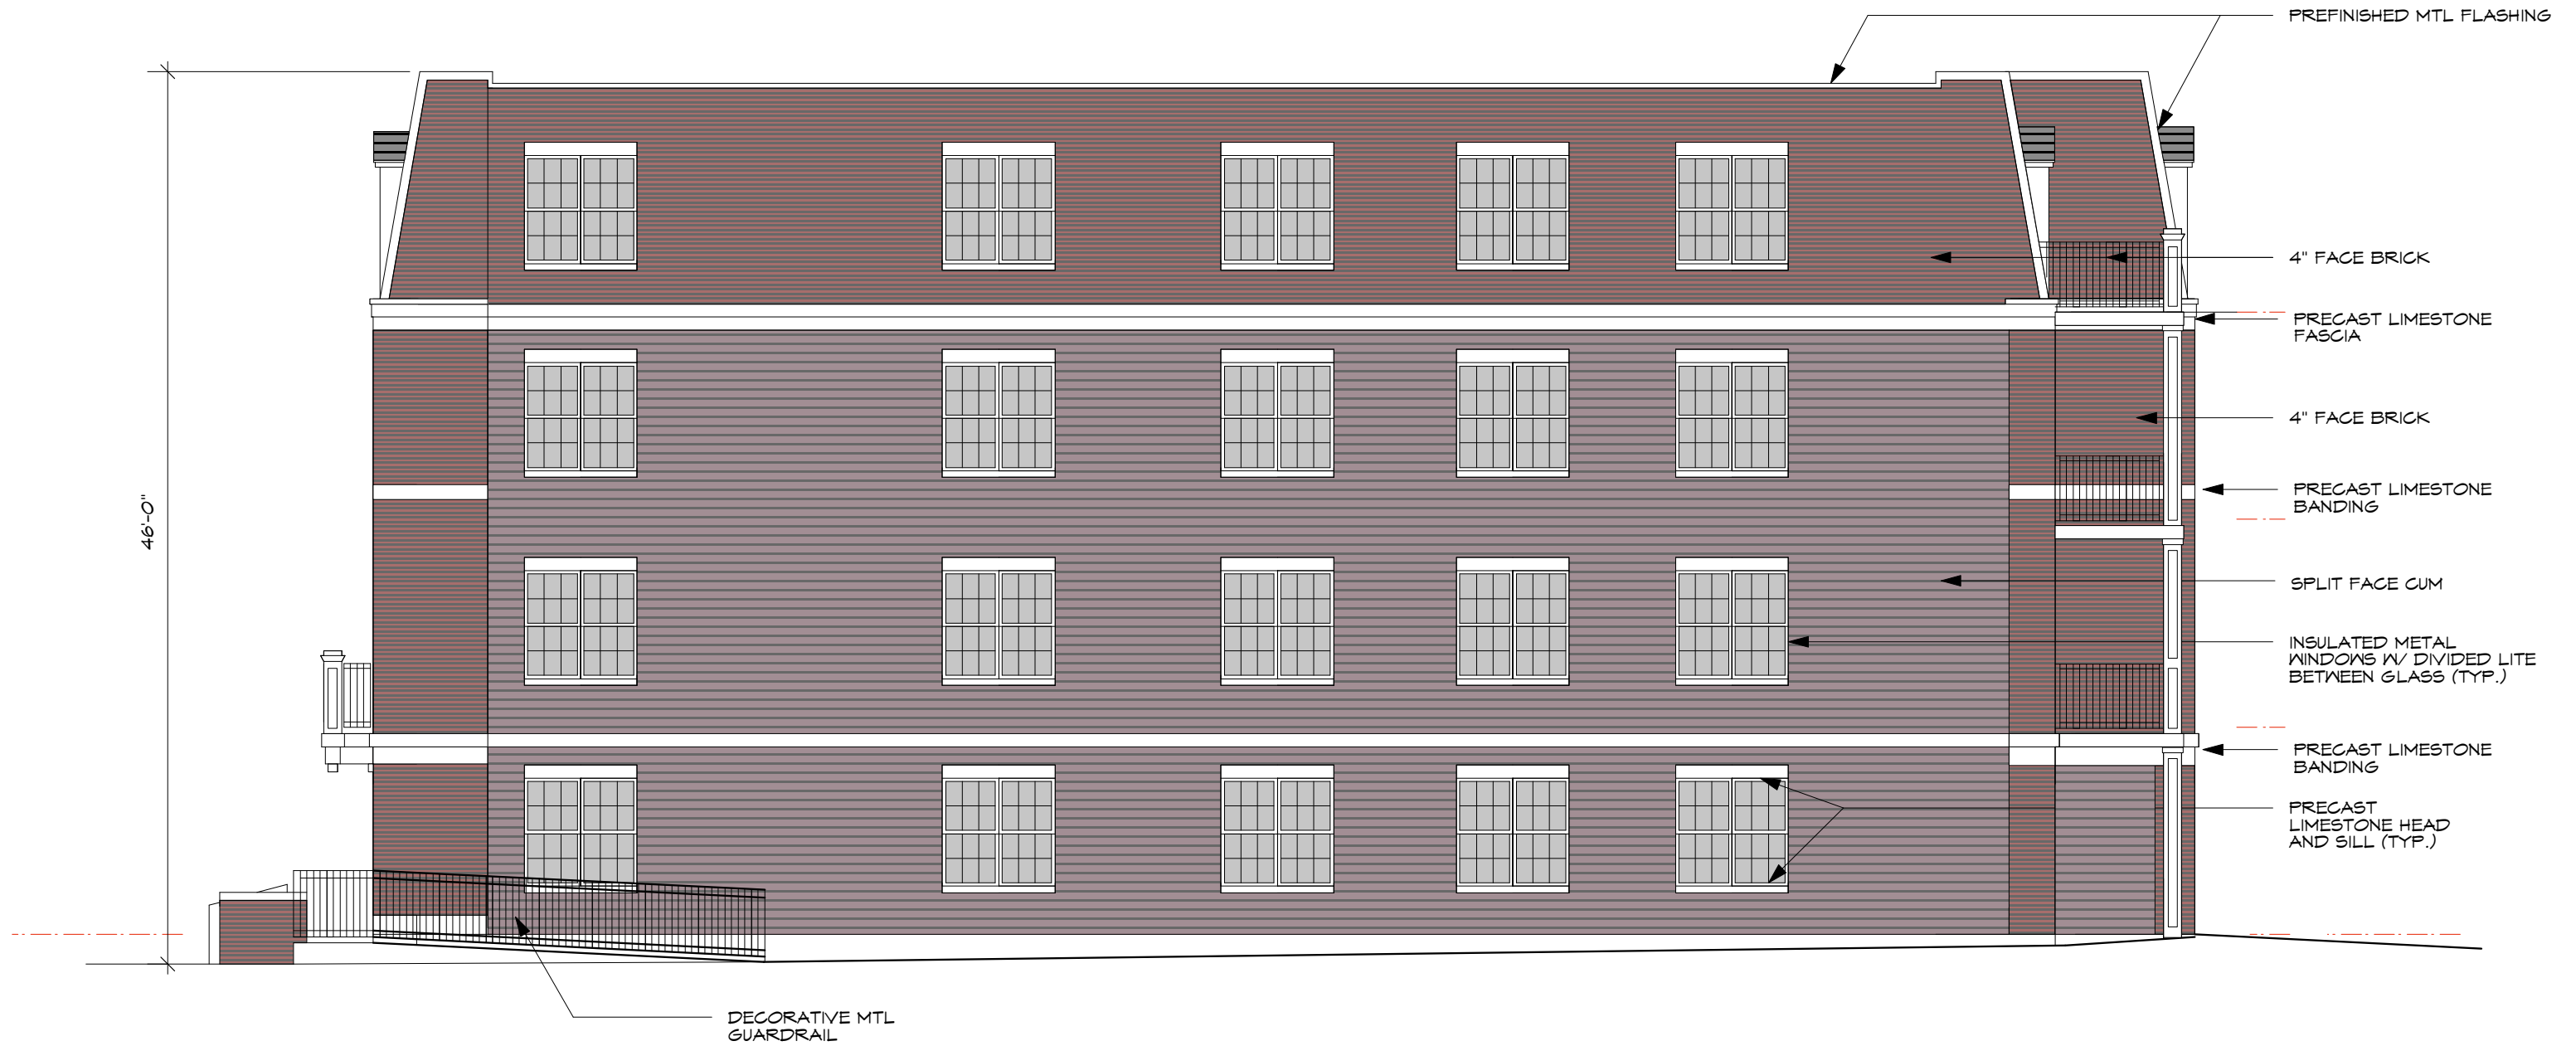 PREFINISHED MTL FLASHING
4" FACE BRICK
PRECAST LIMESTONE
FASCIA
4" FACE BRICK
46'-0"
PRECAST LIMESTONE
BANDING
SPLIT FACE CUM
INSULATED METAL
WINDOWS W/ DIVIDED LITE
BETWEEN GLASS (TYP.)
PRECAST LIMESTONE
BANDING
PRECAST
LIMESTONE HEAD
AND SILL (TYP.)
DECORATIVE MTL
GUARDRAIL